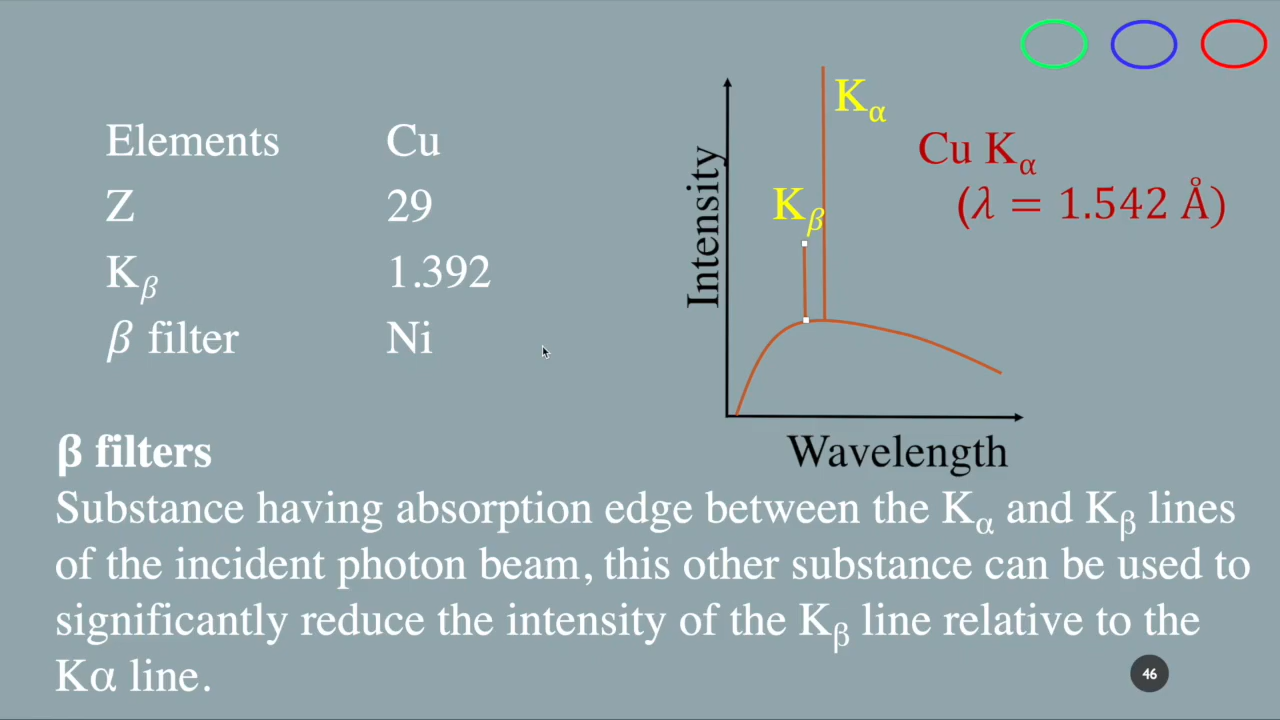 Elements Cu
Z 29
Kβ 1.392
β filter Ni
Intensity
Kα
Kβ
Wavelength
Cu Kα
(λ = 1.542 Å)
β filters
Substance having absorption edge between the Kα and Kβ lines
of the incident photon beam, this other substance can be used to
significantly reduce the intensity of the Kβ line relative to the
Kα line.
46